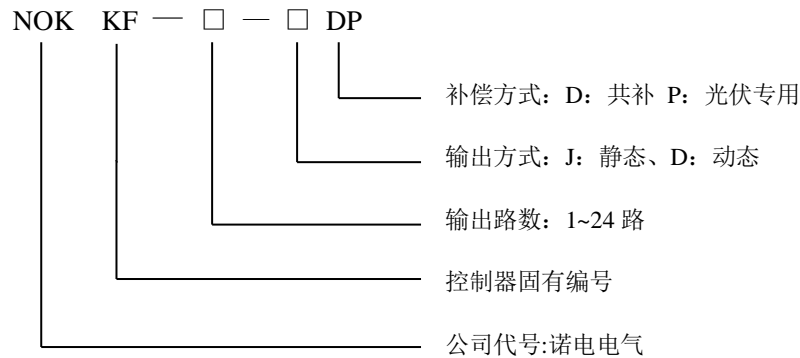 NOK KF — □ — □ DP
补偿方式：D：共补 P：光伏专用
输出方式：J：静态、D：动态
输出路数：1~24 路
控制器固有编号
公司代号:诺电电气